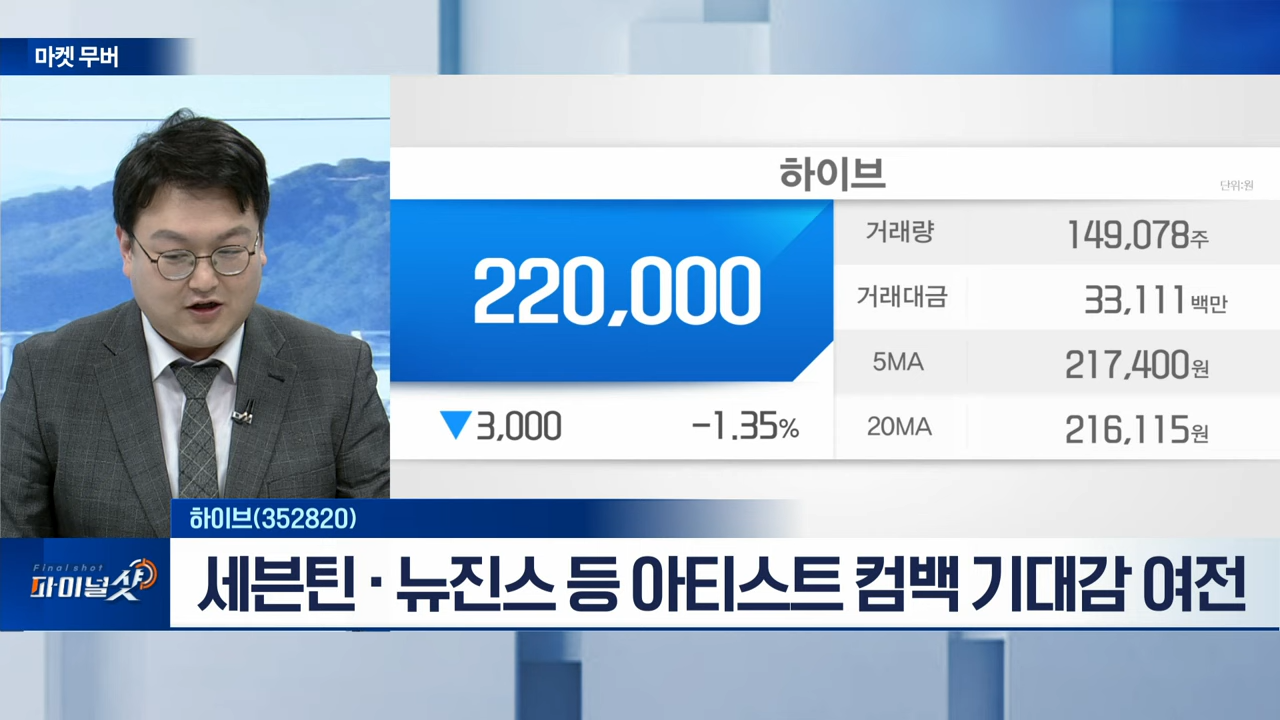 마켓 무버
하이브
단위:원
220,000
▼3,000 -1.35%
거래량 149,078주
거래대금 33,111백만
5MA 217,400원
20MA 216,115원
하이브(352820)
Final shot
파이널샷
세븐틴·뉴진스 등 아티스트 컴백 기대감 여전